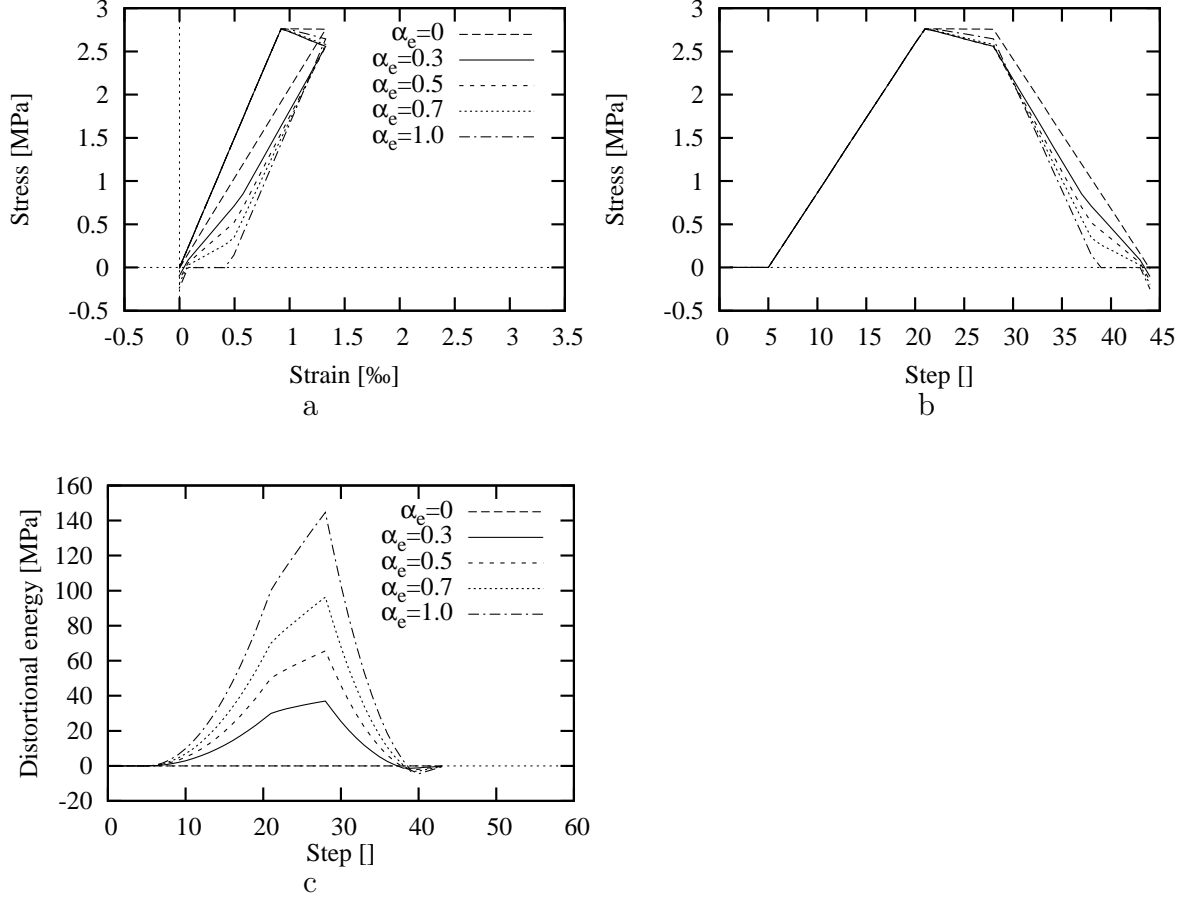 3
2.5
2
1.5
1
0.5
0
-0.5
Stress [MPa]
αe=0
αe=0.3
αe=0.5
αe=0.7
αe=1.0
-0.5 0 0.5 1 1.5 2 2.5 3 3.5
Strain [‰]
a
3
2.5
2
1.5
1
0.5
0
-0.5
Stress [MPa]
0 5 10 15 20 25 30 35 40 45
Step []
b
160
140
120
100
80
60
40
20
0
-20
Distortional energy [MPa]
αe=0
αe=0.3
αe=0.5
αe=0.7
αe=1.0
0 10 20 30 40 50 60
Step []
c